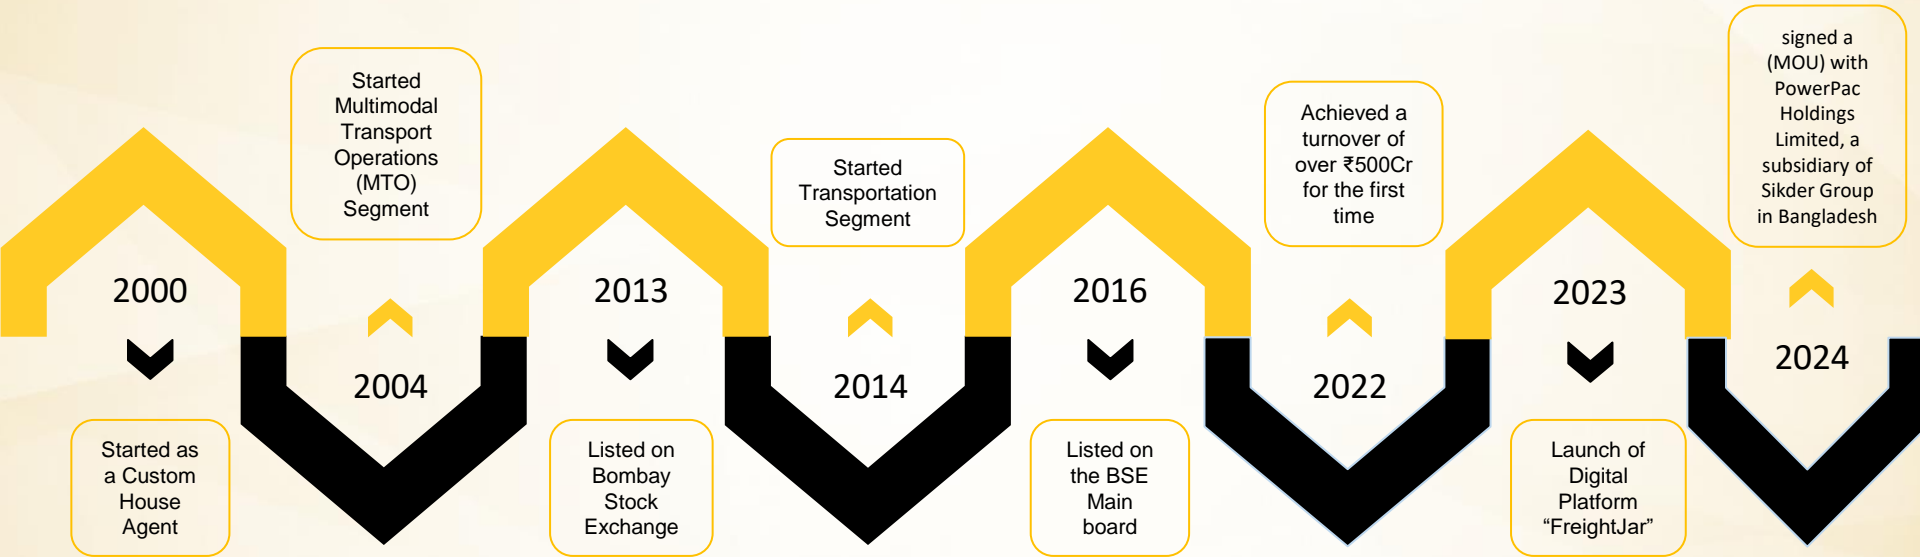 2000
Started as
a Custom
House
Agent
Started
Multimodal
Transport
Operations
(MTO)
Segment
2004
2013
Listed on
Bombay
Stock
Exchange
Started
Transportation
Segment
2014
2016
Listed on
the BSE
Main
board
Achieved a
turnover of
over ₹500Cr
for the first
time
2022
2023
Launch of
Digital
Platform
“FreightJar”
signed a
(MOU) with
PowerPac
Holdings
Limited, a
subsidiary of
Sikder Group
in Bangladesh
2024